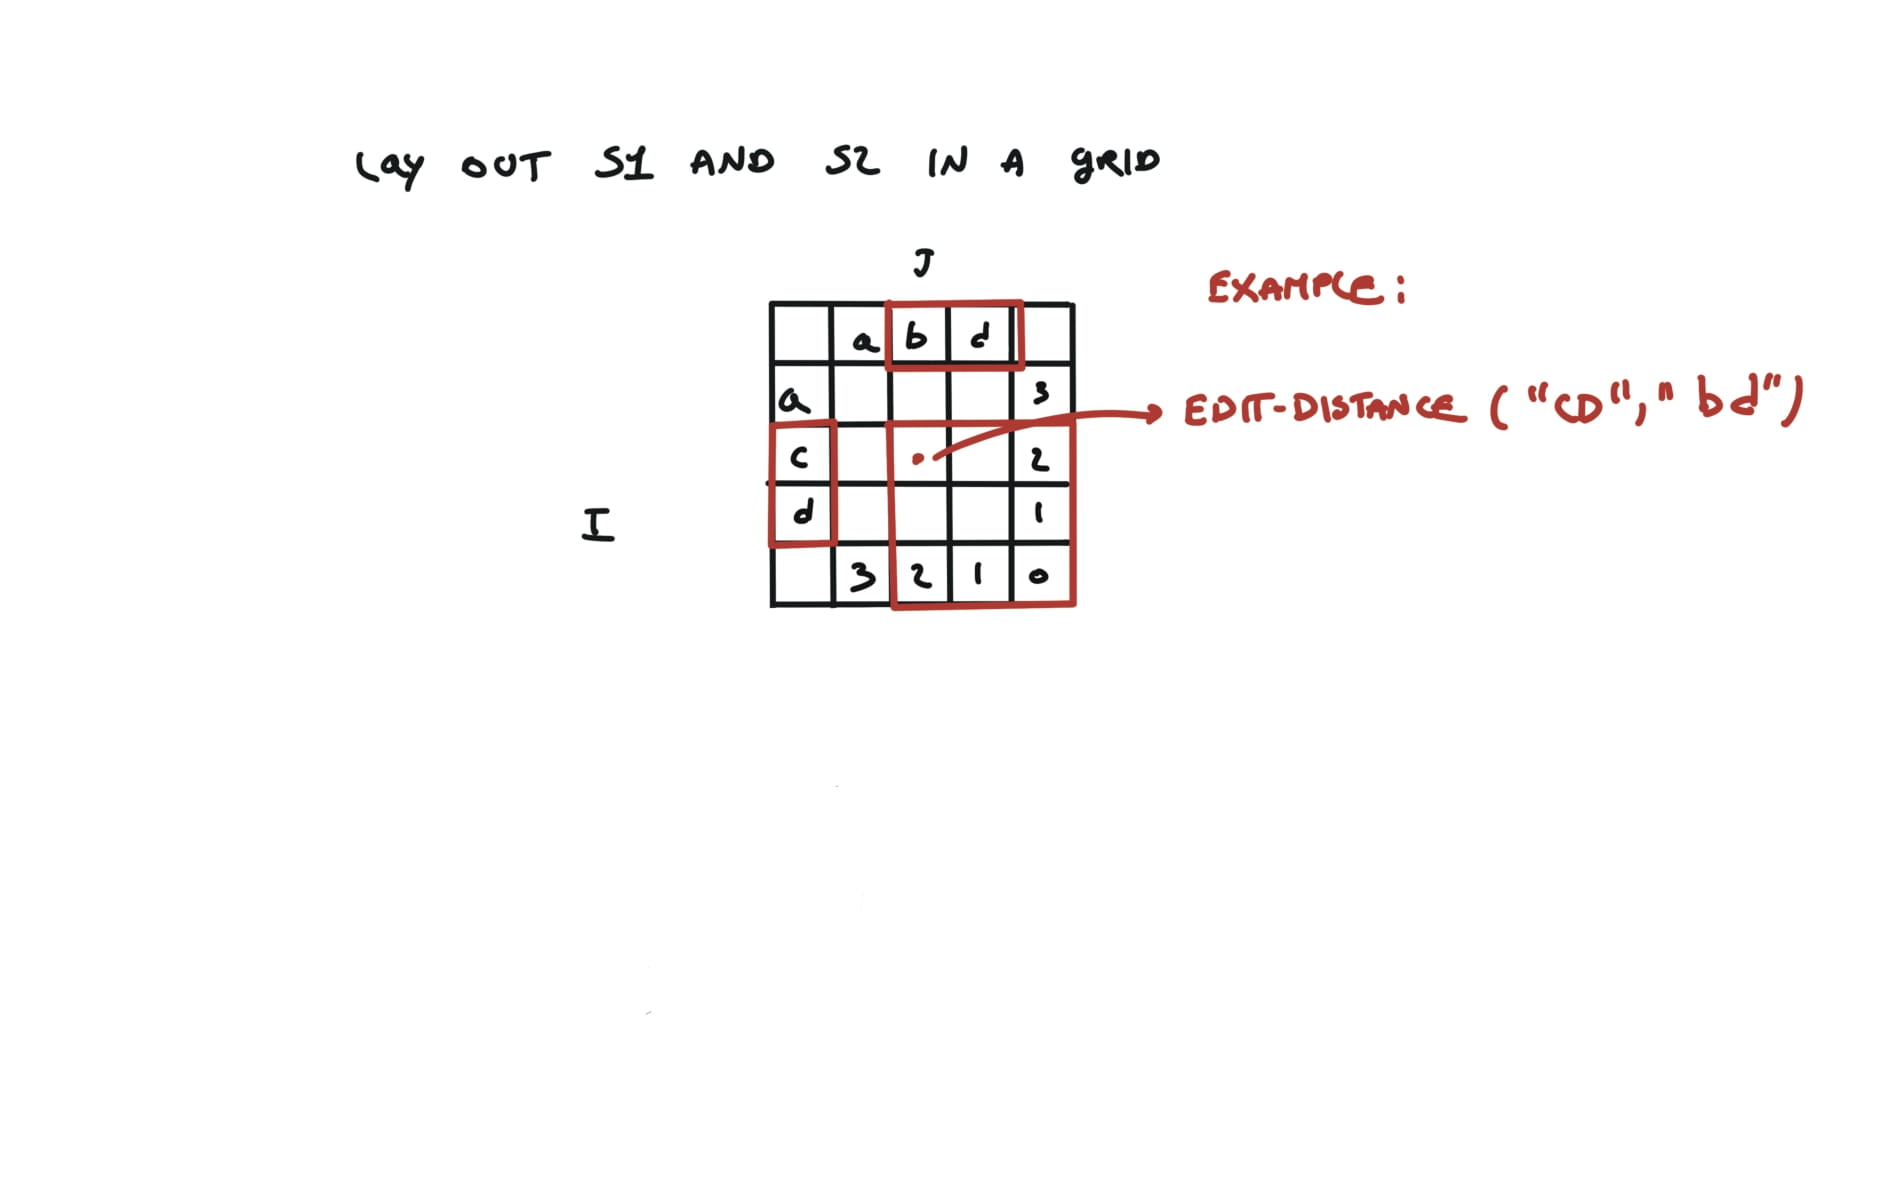 Lay OUT S1 AND S2 IN A gRID
J
EXAMPLE:
a b d
a 3
EDIT-DISTANCE ("CD", "bd")
c 2
d 1
I
3 2 1 0